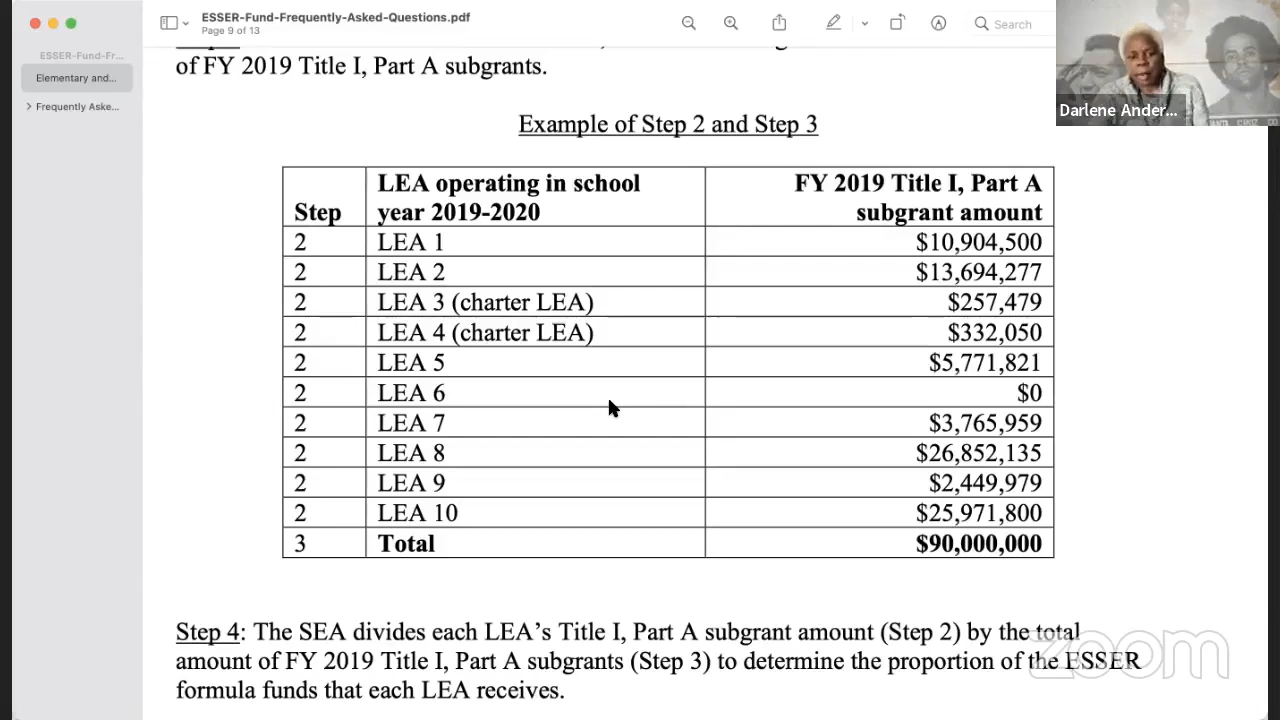 ESSER-Fund-Frequently-Asked-Questions.pdf
Page 9 of 13
Search
ESSER-Fund-Fr...
Elementary and...
Frequently Aske...
Darlene Ander...
of FY 2019 Title I, Part A subgrants.
Example of Step 2 and Step 3
Step LEA operating in school year 2019-2020 FY 2019 Title I, Part A subgrant amount
2 LEA 1 $10,904,500
2 LEA 2 $13,694,277
2 LEA 3 (charter LEA) $257,479
2 LEA 4 (charter LEA) $332,050
2 LEA 5 $5,771,821
2 LEA 6 $0
2 LEA 7 $3,765,959
2 LEA 8 $26,852,135
2 LEA 9 $2,449,979
2 LEA 10 $25,971,800
3 Total $90,000,000
Step 4: The SEA divides each LEA’s Title I, Part A subgrant amount (Step 2) by the total
amount of FY 2019 Title I, Part A subgrants (Step 3) to determine the proportion of the ESSER
formula funds that each LEA receives.
zoom